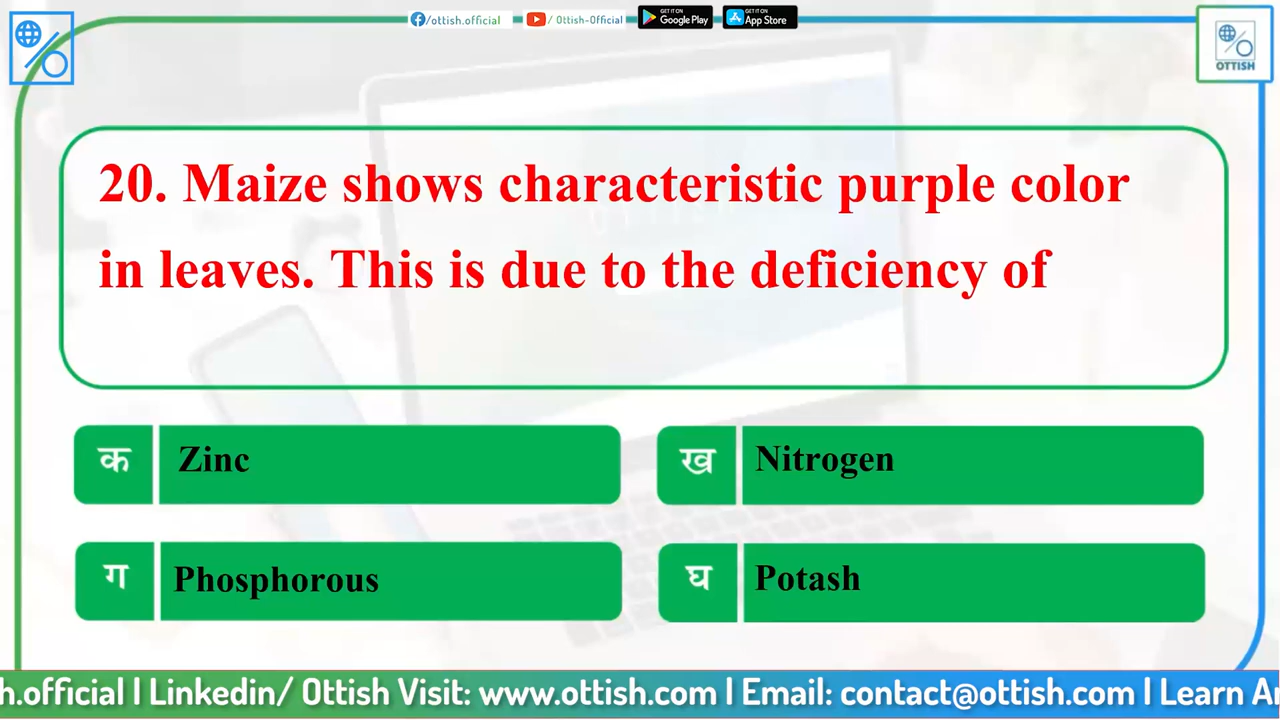 /ottish.official
/ Ottish-Official
GET IT ON
Google Play
GET IT ON
App Store
OTTISH
20. Maize shows characteristic purple color
in leaves. This is due to the deficiency of
क Zinc
ख Nitrogen
ग Phosphorous
घ Potash
h.official I Linkedin/ Ottish Visit: www.ottish.com I Email: contact@ottish.com I Learn A